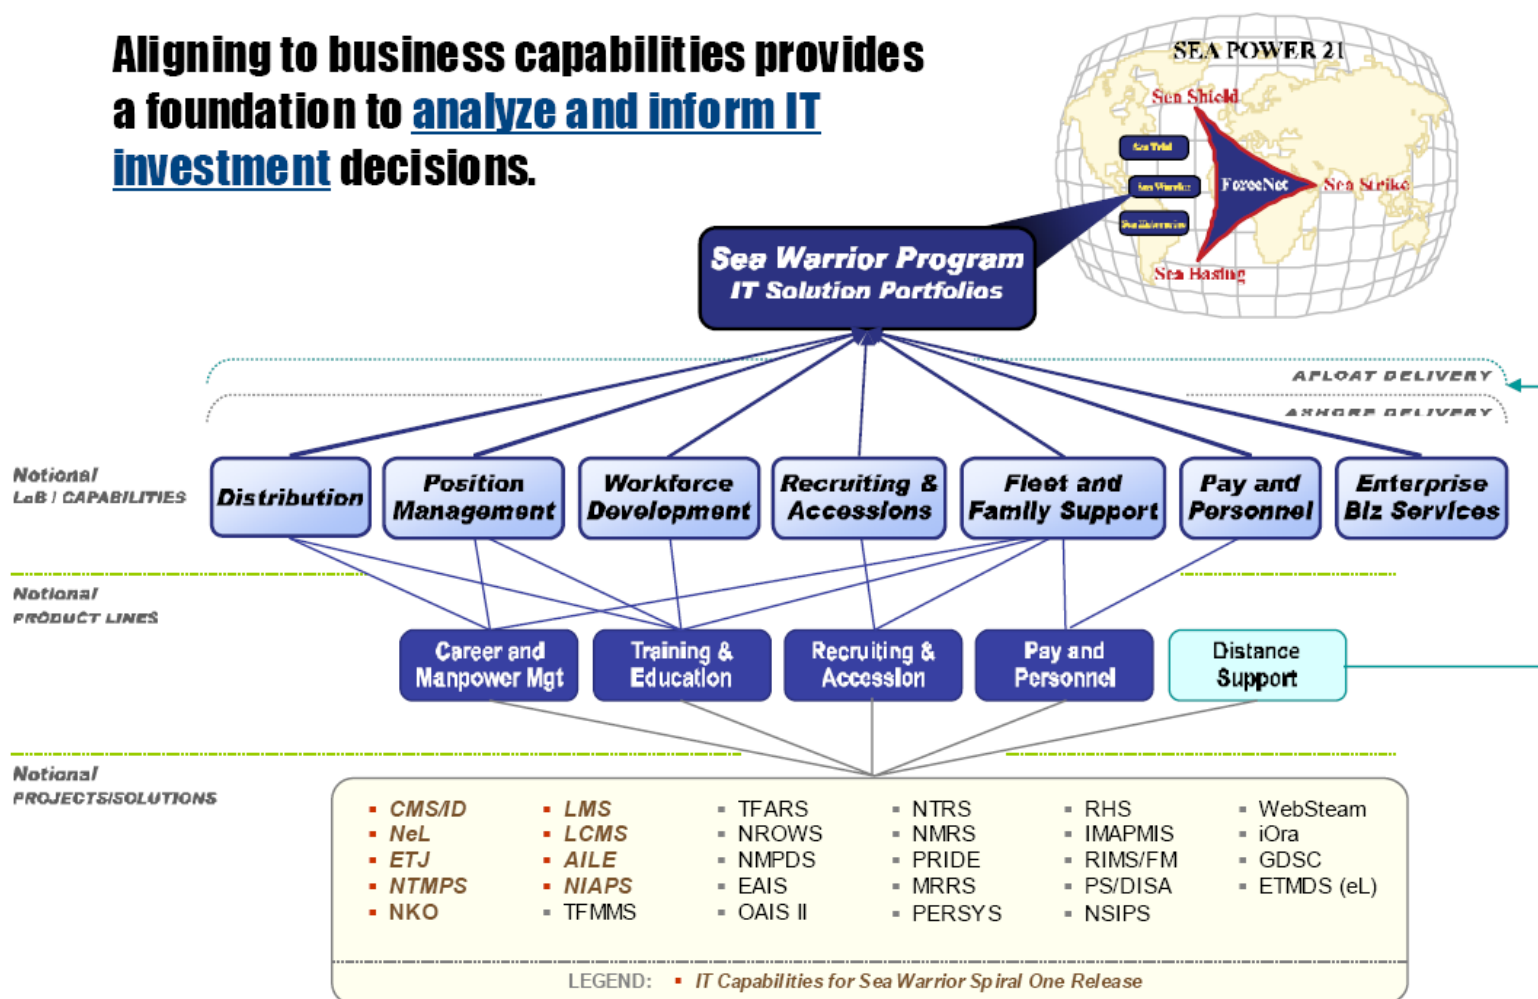 Aligning to business capabilities provides
a foundation to analyze and inform IT
investment decisions.
SEA POWER 21
Sea Shield
Sea Trial
Sea Warrior
ForceNet
Sea Strike
Sea Basing
Sea Warrior Program
IT Solution Portfolios
AFLOAT DELIVERY
ASHORE DELIVERY
Notional
LoB / CAPABILITIES
Distribution
Position
Management
Workforce
Development
Recruiting &
Accessions
Fleet and
Family Support
Pay and
Personnel
Enterprise
Biz Services
Notional
PRODUCT LINES
Career and
Manpower Mgt
Training &
Education
Recruiting &
Accession
Pay and
Personnel
Distance
Support
Notional
PROJECTS/SOLUTIONS
CMS/ID
NeL
ETJ
NTMPS
NKO
LMS
LCMS
AILE
NIAPS
TFMMS
TFARS
NROWS
NMPDS
EAIS
OAIS II
NTRS
NMRS
PRIDE
MRRS
PERSYS
RHS
IMAPMIS
RIMS/FM
PS/DISA
NSIPS
WebSteam
iOra
GDSC
ETMDS (eL)
LEGEND: ▪ IT Capabilities for Sea Warrior Spiral One Release